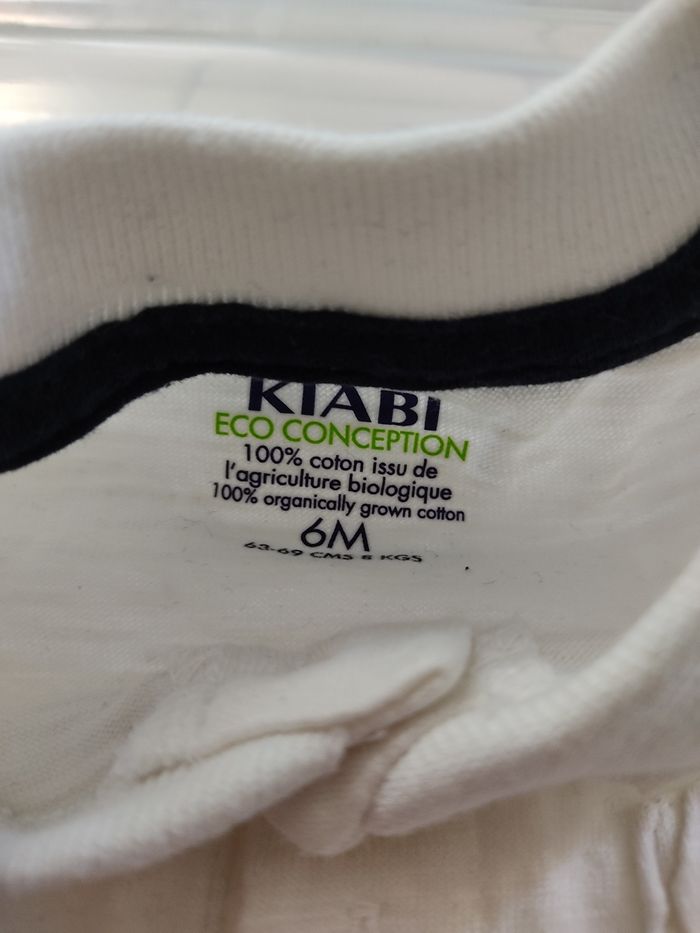 KIABI
ECO CONCEPTION
100% coton issu de
l'agriculture biologique
100% organically grown cotton
6M
63-69 CMS 8 KGS